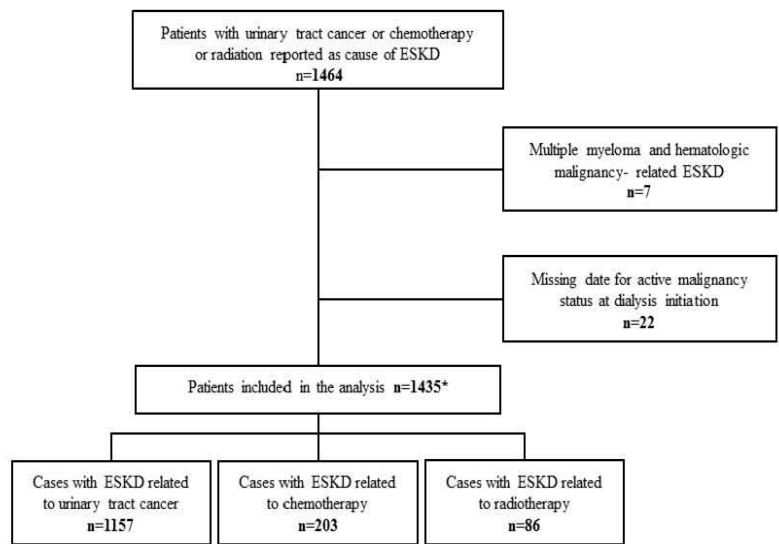 Patients with urinary tract cancer or chemotherapy
or radiation reported as cause of ESKD
n=1464
Multiple myeloma and hematologic
malignancy- related ESKD
n=7
Missing date for active malignancy
status at dialysis initiation
n=22
Patients included in the analysis n=1435*
Cases with ESKD related
to urinary tract cancer
n=1157
Cases with ESKD related
to chemotherapy
n=203
Cases with ESKD related
to radiotherapy
n=86